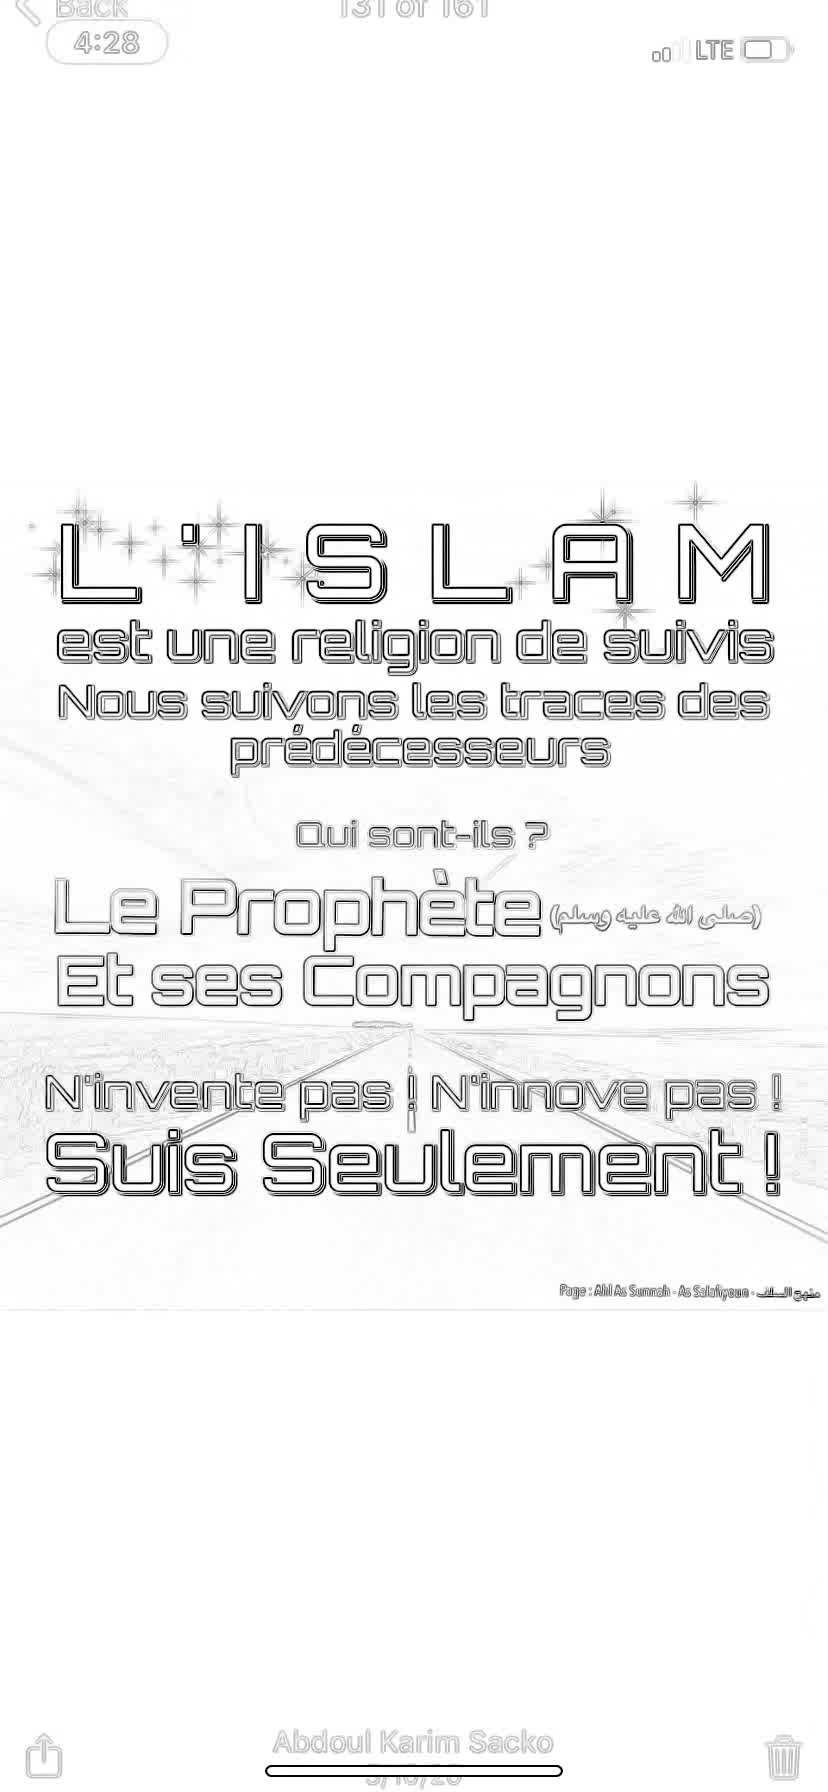 Back
131 of 161
4:28
LTE
L'ISLAM
est une religion de suivis
Nous suivons les traces des
prédécesseurs
Qui sont-ils ?
Le Prophète (صلى الله عليه وسلم)
Et ses Compagnons
N'invente pas ! N'innove pas !
Suis Seulement !
Page : Ahl As Sunnah - As Salafiyoun - منهج السلف
Abdoul Karim Sacko